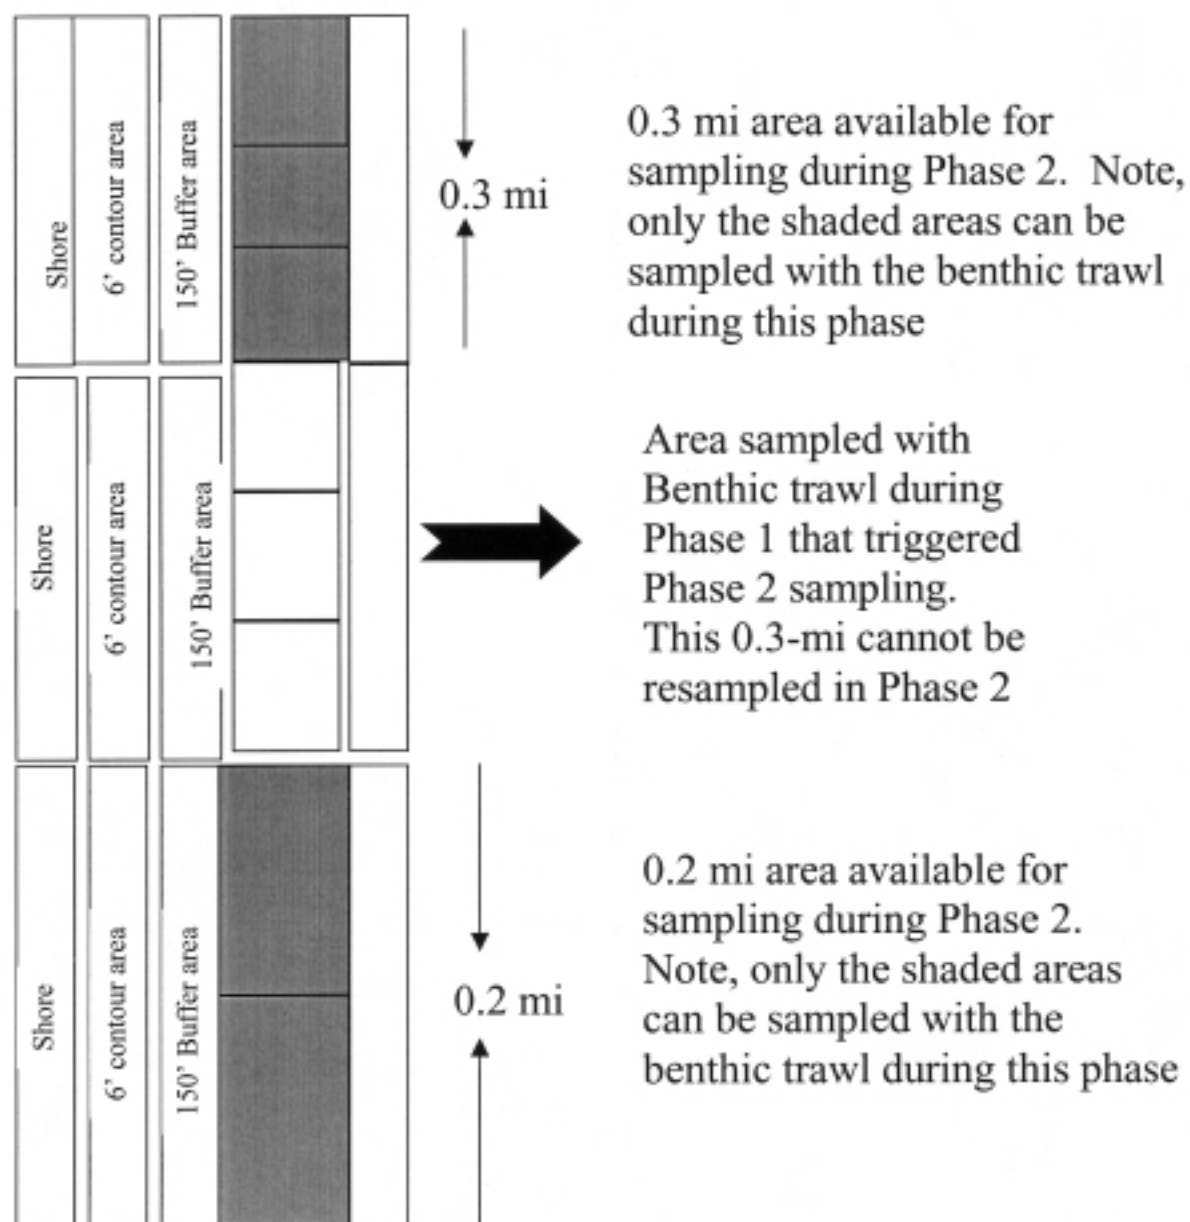 Shore
6’ contour area
150’ Buffer area
0.3 mi
0.3 mi area available for
sampling during Phase 2. Note,
only the shaded areas can be
sampled with the benthic trawl
during this phase
Shore
6’ contour area
150’ Buffer area
Area sampled with
Benthic trawl during
Phase 1 that triggered
Phase 2 sampling.
This 0.3-mi cannot be
resampled in Phase 2
Shore
6’ contour area
150’ Buffer area
0.2 mi
0.2 mi area available for
sampling during Phase 2.
Note, only the shaded areas
can be sampled with the
benthic trawl during this phase